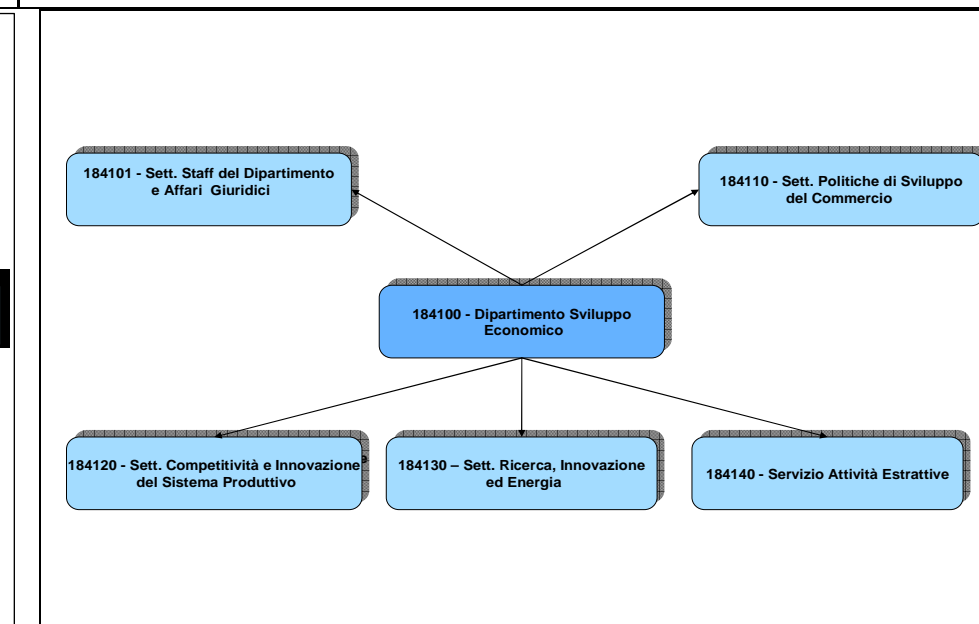 184101 - Sett. Staff del Dipartimento
e Affari Giuridici
184110 - Sett. Politiche di Sviluppo
del Commercio
184100 - Dipartimento Sviluppo
Economico
184120 - Sett. Competitività e Innovazione
del Sistema Produttivo
184130 – Sett. Ricerca, Innovazione
ed Energia
184140 - Servizio Attività Estrattive